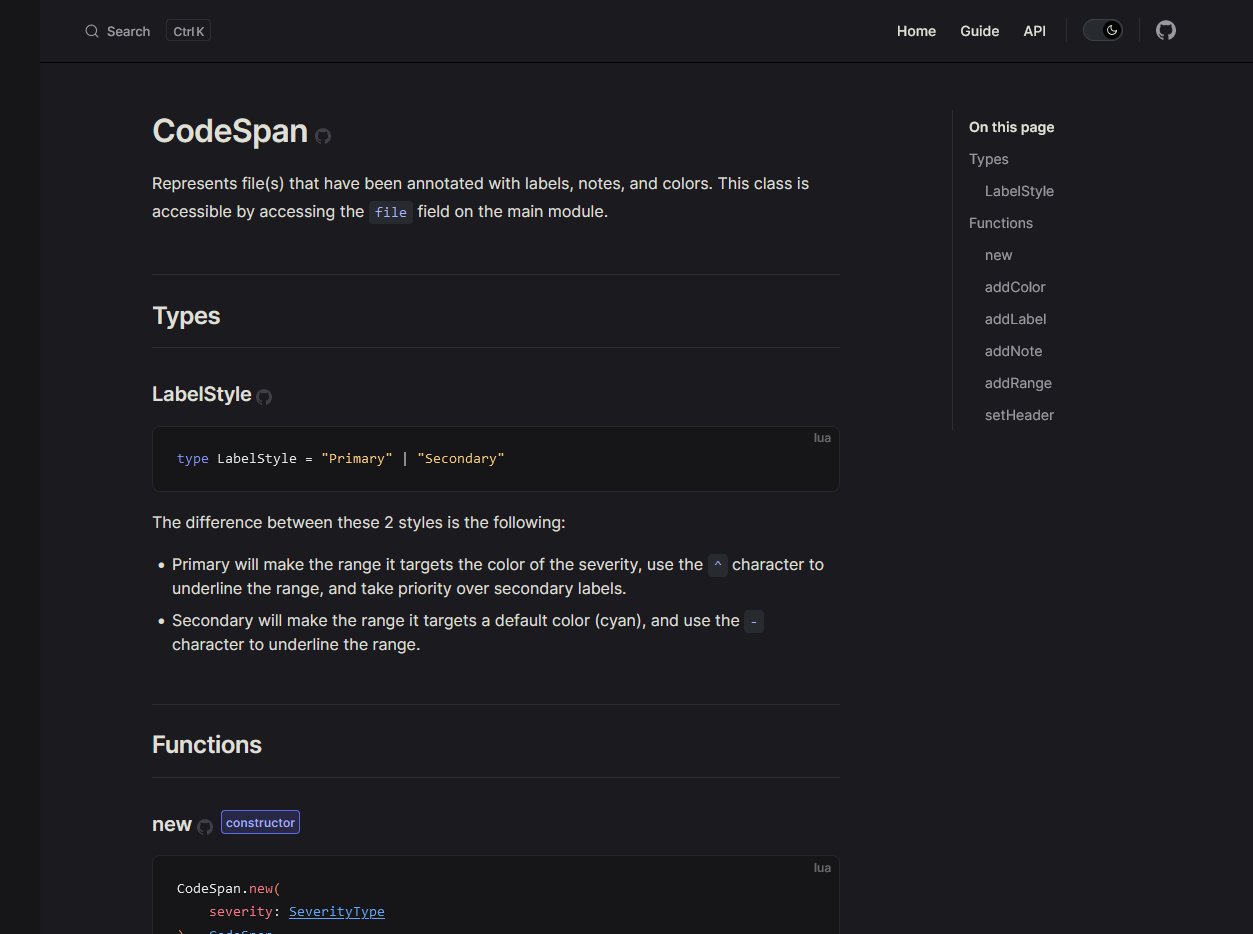 Search Ctrl K Home Guide API
CodeSpan
Represents file(s) that have been annotated with labels, notes, and colors. This class is
accessible by accessing the file field on the main module.
Types
LabelStyle
lua
type LabelStyle = "Primary" | "Secondary"
The difference between these 2 styles is the following:
• Primary will make the range it targets the color of the severity, use the ^ character to
underline the range, and take priority over secondary labels.
• Secondary will make the range it targets a default color (cyan), and use the -
character to underline the range.
Functions
new constructor
lua
CodeSpan.new(
severity: SeverityType
On this page
Types
LabelStyle
Functions
new
addColor
addLabel
addNote
addRange
setHeader